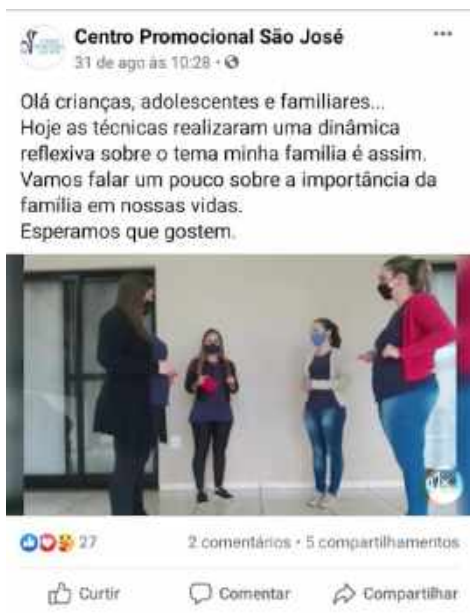 Centro Promocional São José
31 de ago às 10:28
Olá crianças, adolescentes e familiares...
Hoje as técnicas realizaram uma dinâmica
reflexiva sobre o tema minha família é assim.
Vamos falar um pouco sobre a importância da
família em nossas vidas.
Esperamos que gostem.
27
2 comentários • 5 compartilhamentos
Curtir
Comentar
Compartilhar